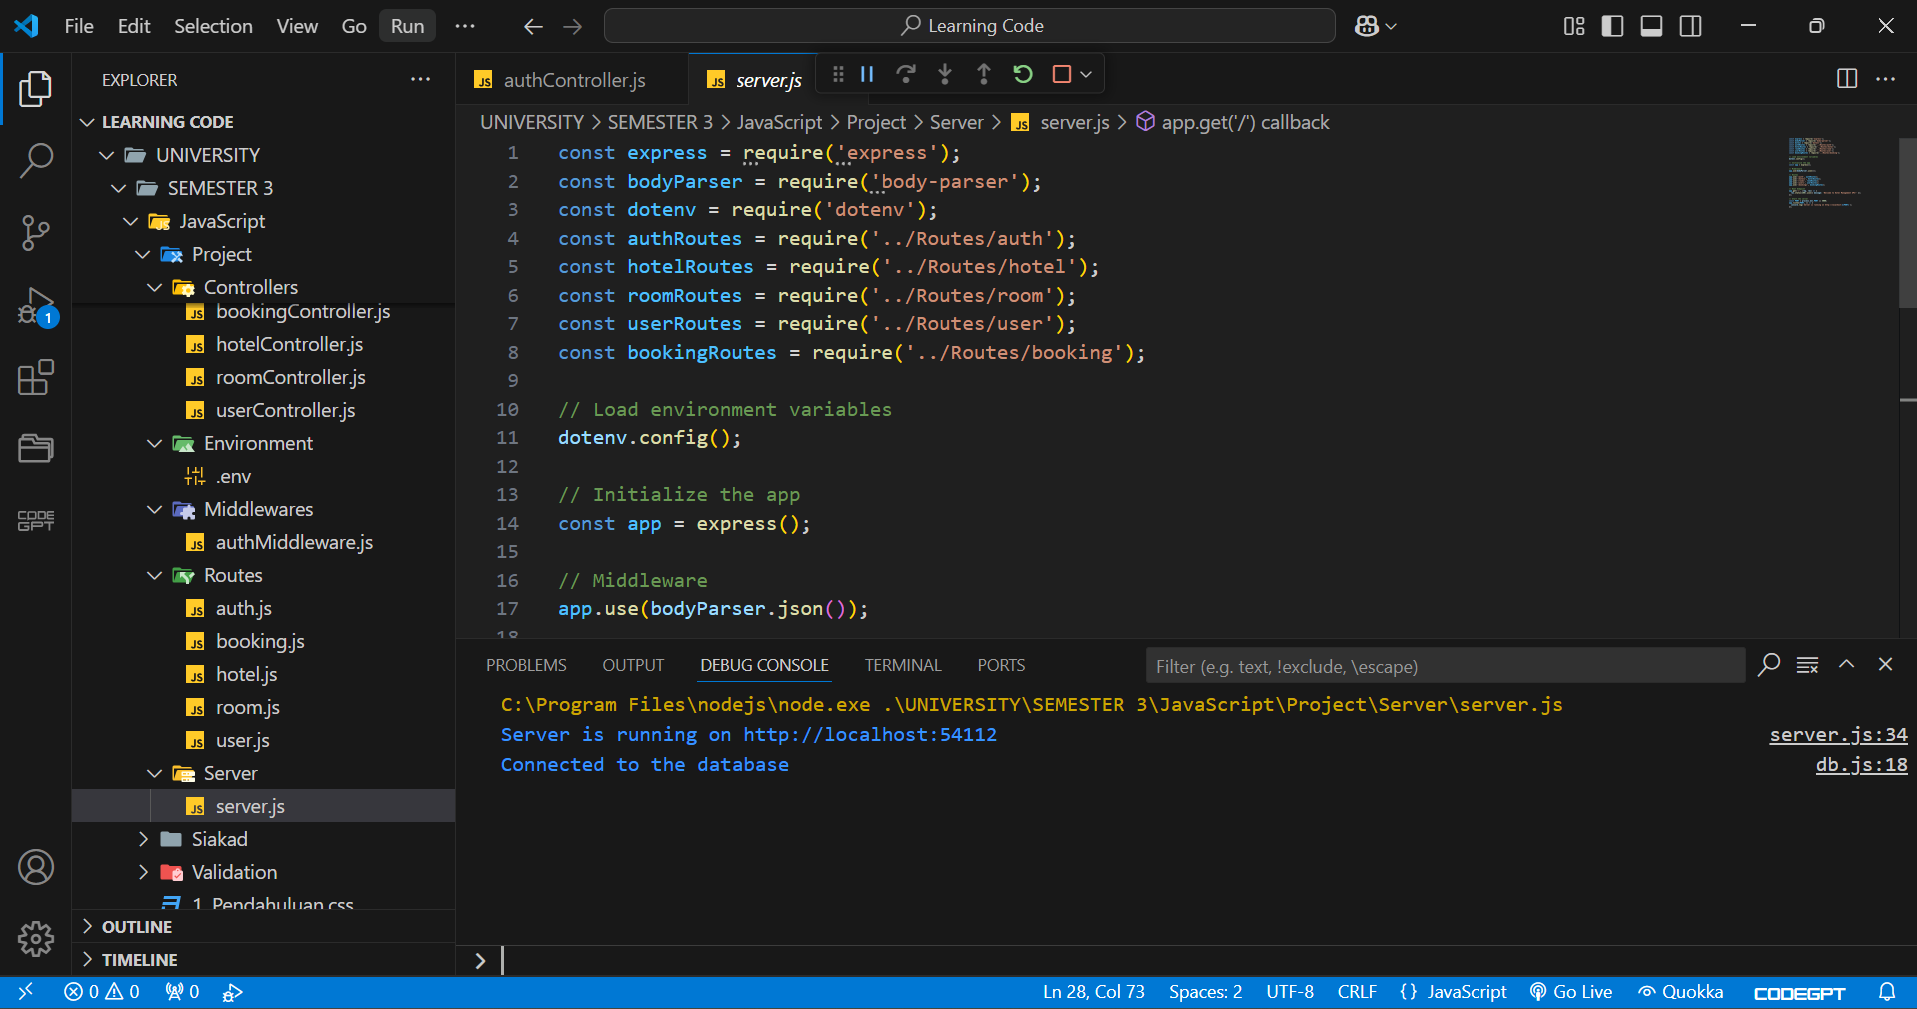 File Edit Selection View Go Run ··· Learning Code
EXPLORER ···
LEARNING CODE
UNIVERSITY
SEMESTER 3
JavaScript
Project
Controllers
bookingController.js
hotelController.js
roomController.js
userController.js
Environment
.env
Middlewares
authMiddleware.js
Routes
auth.js
booking.js
hotel.js
room.js
user.js
Server
server.js
Siakad
Validation
1. Pendahuluan.css
OUTLINE
TIMELINE
1
CODE
GPT
JS authController.js
JS server.js
UNIVERSITY > SEMESTER 3 > JavaScript > Project > Server > JS server.js > app.get('/') callback
1 const express = require('express');
2 const bodyParser = require('body-parser');
3 const dotenv = require('dotenv');
4 const authRoutes = require('../Routes/auth');
5 const hotelRoutes = require('../Routes/hotel');
6 const roomRoutes = require('../Routes/room');
7 const userRoutes = require('../Routes/user');
8 const bookingRoutes = require('../Routes/booking');
9
10 // Load environment variables
11 dotenv.config();
12
13 // Initialize the app
14 const app = express();
15
16 // Middleware
17 app.use(bodyParser.json());
18
PROBLEMS OUTPUT DEBUG CONSOLE TERMINAL PORTS Filter (e.g. text, !exclude, \escape)
C:\Program Files\nodejs\node.exe .\UNIVERSITY\SEMESTER 3\JavaScript\Project\Server\server.js
Server is running on http://localhost:54112 server.js:34
Connected to the database db.js:18
>
0 0 0 Ln 28, Col 73 Spaces: 2 UTF-8 CRLF {} JavaScript Go Live Quokka CODEGPT